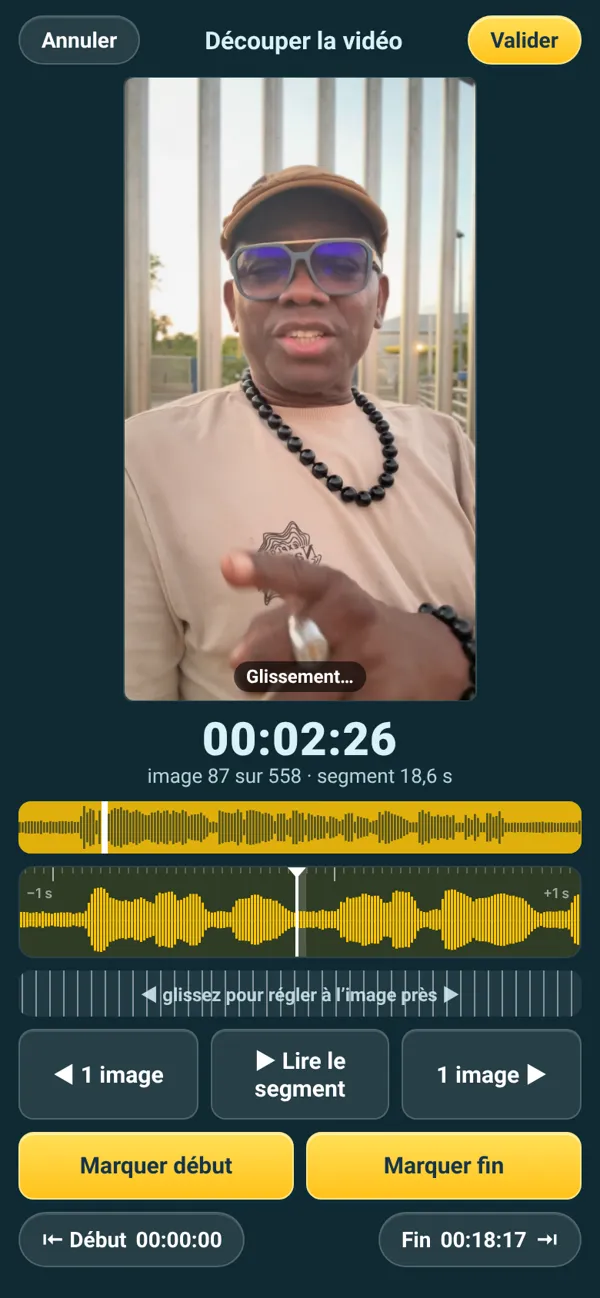 Annuler
Découper la vidéo
Valider
Glissement…
00:02:26
image 87 sur 558 · segment 18,6 s
−1 s
+1 s
◀ glissez pour régler à l’image près ▶
◀ 1 image
▶ Lire le
segment
1 image ▶
Marquer début
Marquer fin
⇤ Début 00:00:00
Fin 00:18:17 ⇥